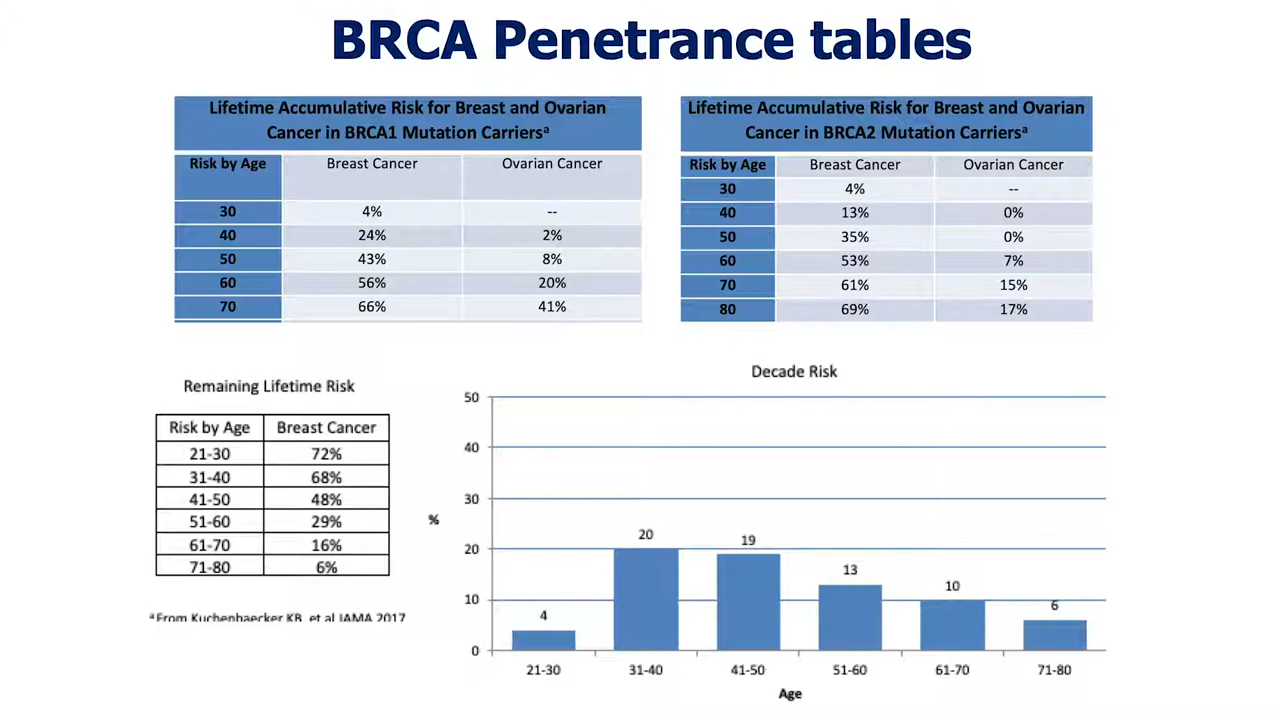 BRCA Penetrance tables
Lifetime Accumulative Risk for Breast and Ovarian
Cancer in BRCA1 Mutation Carriersᵃ
Risk by Age Breast Cancer Ovarian Cancer
30 4% --
40 24% 2%
50 43% 8%
60 56% 20%
70 66% 41%
Lifetime Accumulative Risk for Breast and Ovarian
Cancer in BRCA2 Mutation Carriersᵃ
Risk by Age Breast Cancer Ovarian Cancer
30 4% --
40 13% 0%
50 35% 0%
60 53% 7%
70 61% 15%
80 69% 17%
Remaining Lifetime Risk
Risk by Age Breast Cancer
21-30 72%
31-40 68%
41-50 48%
51-60 29%
61-70 16%
71-80 6%
ᵃ From Kuchenbaecker KB, et al JAMA 2017
Decade Risk
50
40
30
20
10
0
%
4
20
19
13
10
6
21-30 31-40 41-50 51-60 61-70 71-80
Age